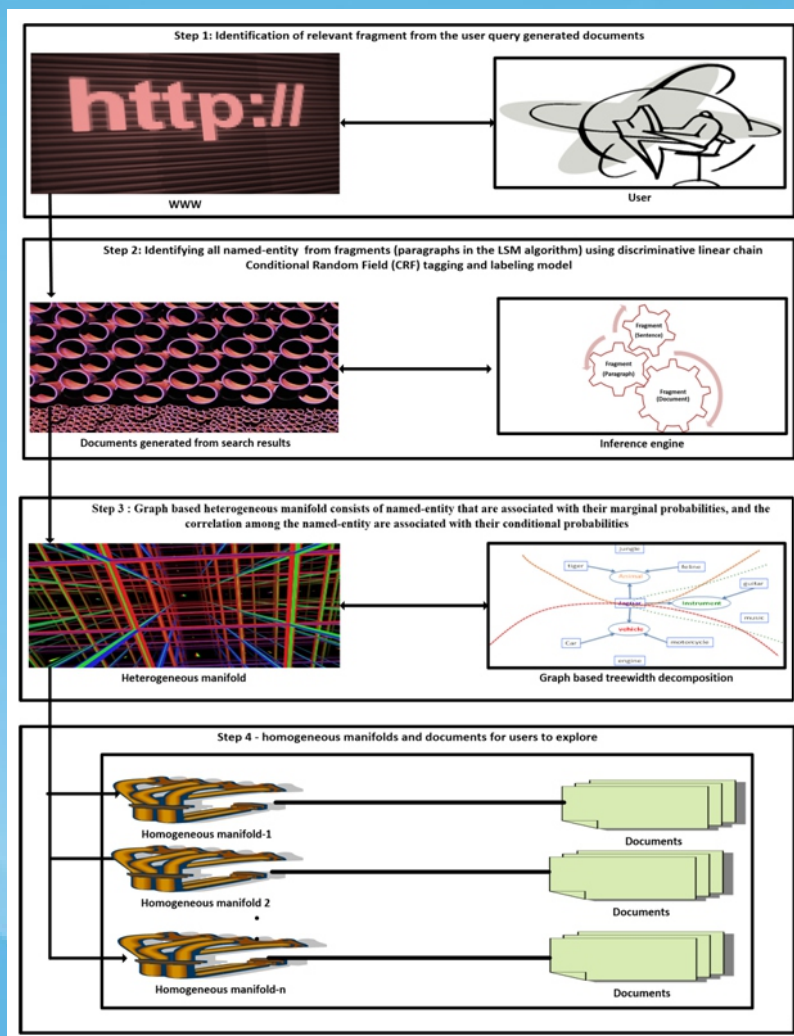 Step 1: Identification of relevant fragment from the user query generated documents
http://
WWW
User
Step 2: Identifying all named-entity from fragments (paragraphs in the LSM algorithm) using discriminative linear chain
Conditional Random Field (CRF) tagging and labeling model
Fragment
(Sentence)
Fragment
(Paragraph)
Fragment
(Document)
Documents generated from search results
Inference engine
Step 3 : Graph based heterogeneous manifold consists of named-entity that are associated with their marginal probabilities, and the
correlation among the named-entity are associated with their conditional probabilities
jungle
tiger
feline
Animal
guitar
Jaguar
Instrument
music
vehicle
Car
motorcycle
engine
Heterogeneous manifold
Graph based treewidth decomposition
Step 4 - homogeneous manifolds and documents for users to explore
Homogeneous manifold-1
Documents
Homogeneous manifold 2
Documents
Homogeneous manifold-n
Documents